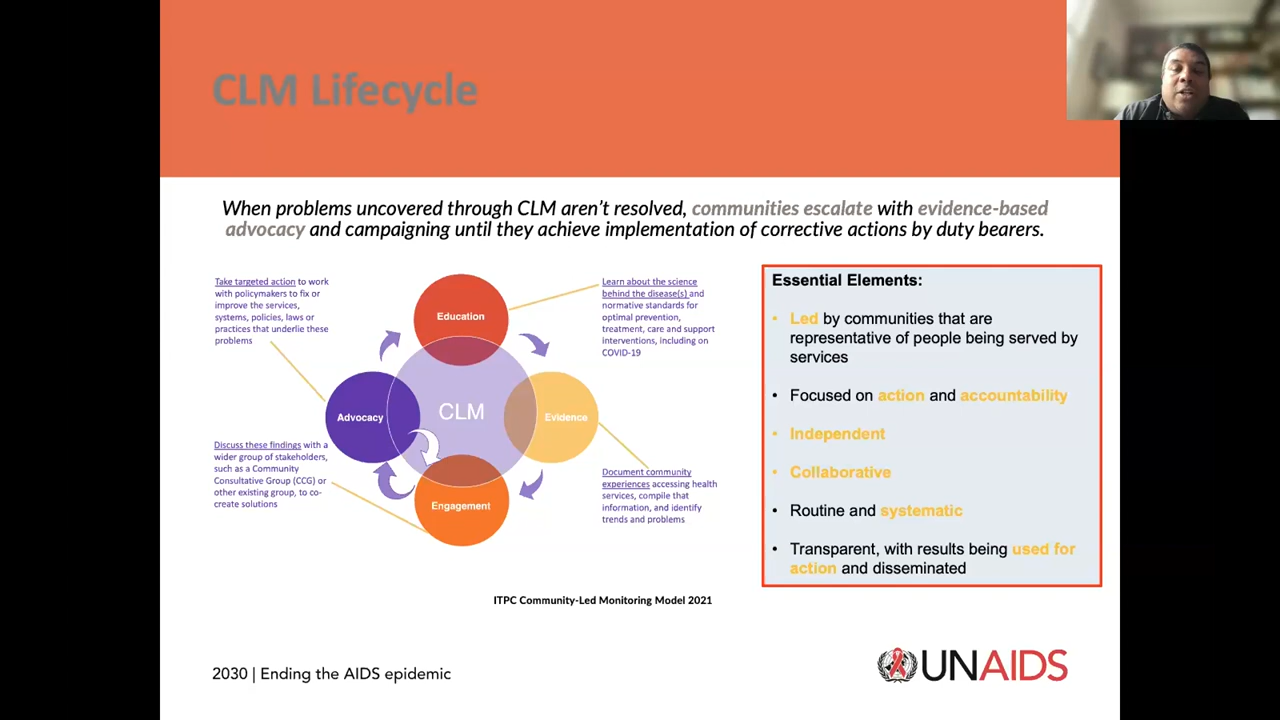 CLM Lifecycle
When problems uncovered through CLM aren't resolved, communities escalate with evidence-based
advocacy and campaigning until they achieve implementation of corrective actions by duty bearers.
Take targeted action to work
with policymakers to fix or
improve the services,
systems, policies, laws or
practices that underlie these
problems
Education
Learn about the science
behind the disease(s) and
normative standards for
optimal prevention,
treatment, care and support
interventions, including on
COVID-19
Advocacy
CLM
Evidence
Discuss these findings with a
wider group of stakeholders,
such as a Community
Consultative Group (CCG) or
other existing group, to co-
create solutions
Engagement
Document community
experiences accessing health
services, compile that
information, and identify
trends and problems
ITPC Community-Led Monitoring Model 2021
Essential Elements:
• Led by communities that are
representative of people being served by
services
• Focused on action and accountability
• Independent
• Collaborative
• Routine and systematic
• Transparent, with results being used for
action and disseminated
2030 | Ending the AIDS epidemic
UNAIDS